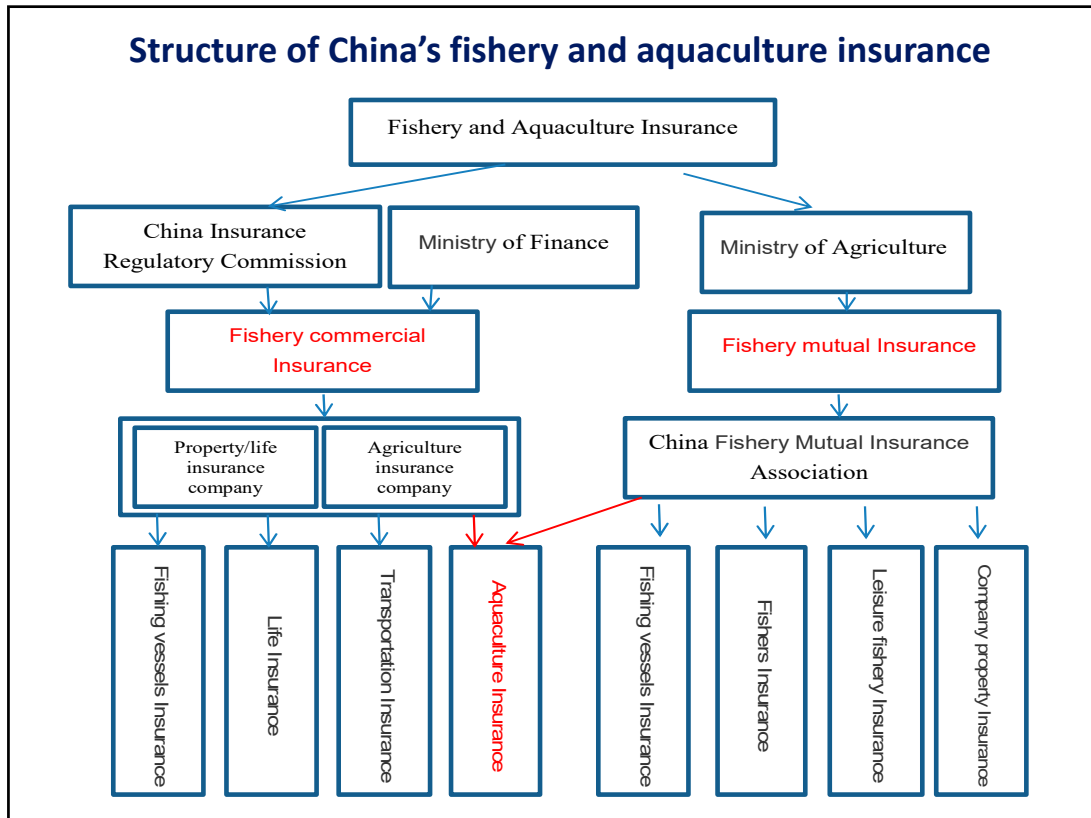 Structure of China's fishery and aquaculture insurance
Fishery and Aquaculture Insurance
China Insurance
Regulatory Commission
Ministry of Finance
Ministry of Agriculture
Fishery commercial
Insurance
Fishery mutual Insurance
Property/life
insurance
company
Agriculture
insurance
company
China Fishery Mutual Insurance
Association
Fishing vessels Insurance
Life Insurance
Transportation Insurance
Aquaculture Insurance
Fishing vessels Insurance
Fishers Insurance
Leisure fishery Insurance
Company property Insurance